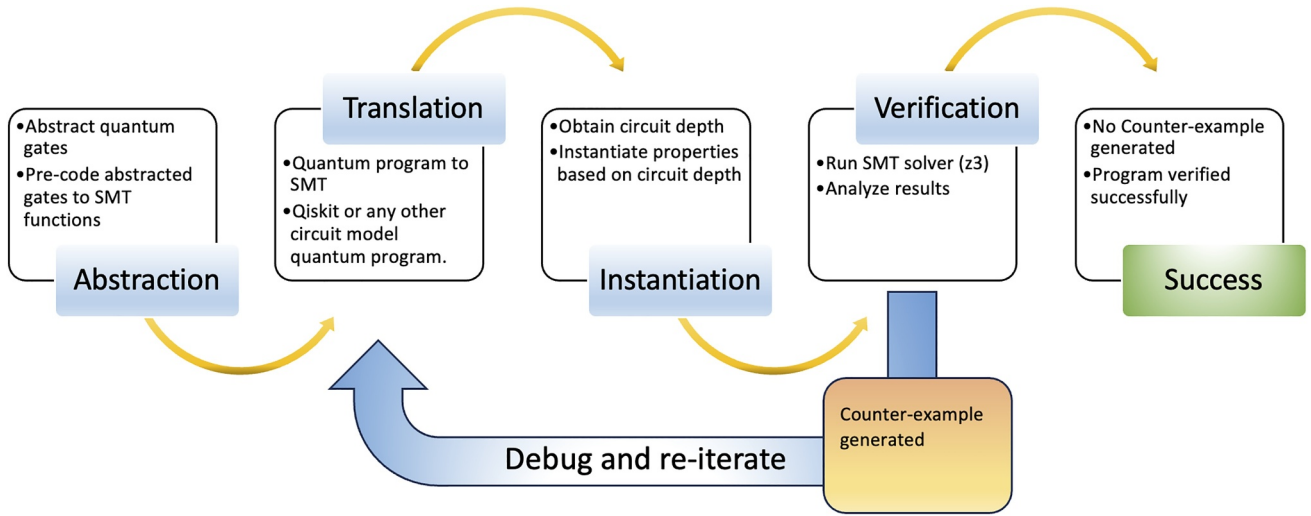 •Abstract quantum
gates
•Pre-code abstracted
gates to SMT
functions
Abstraction
Translation
•Quantum program to
SMT
•Qiskit or any other
circuit model
quantum program.
•Obtain circuit depth
•Instantiate properties
based on circuit depth
Instantiation
Verification
•Run SMT solver (z3)
•Analyze results
•No Counter-example
generated
•Program verified
successfully
Success
Counter-example
generated
Debug and re-iterate